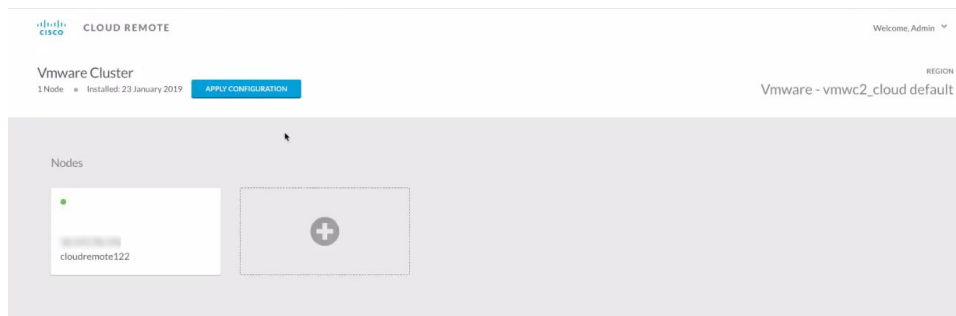 CISCO CLOUD REMOTE
Welcome, Admin
Vmware Cluster
REGION
1 Node Installed: 23 January 2019 APPLY CONFIGURATION
Vmware - vmwc2_cloud default
Nodes
cloudremote122